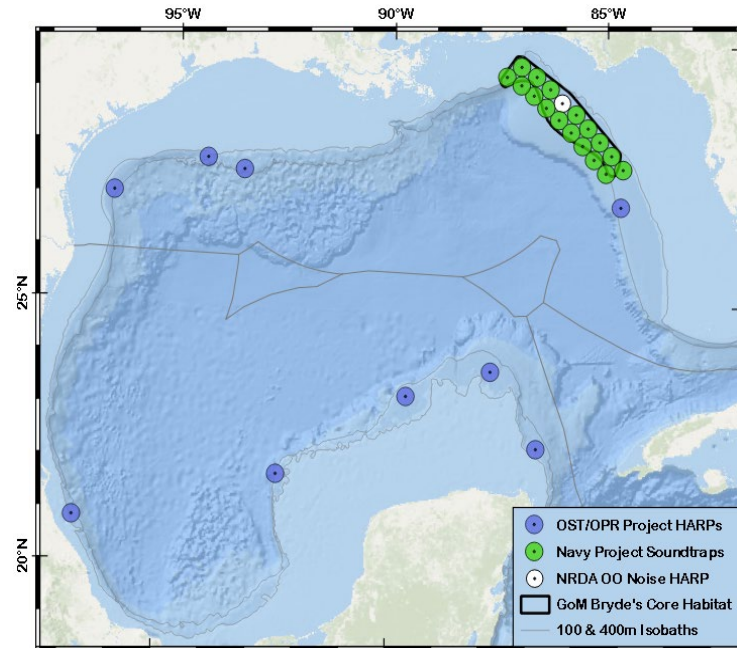 95°W
90°W
85°W
25°N
20°N
OST/OPR Project HARPs
Navy Project Soundtraps
NRDA OO Noise HARP
GoM Bryde's Core Habitat
100 & 400m Isobaths